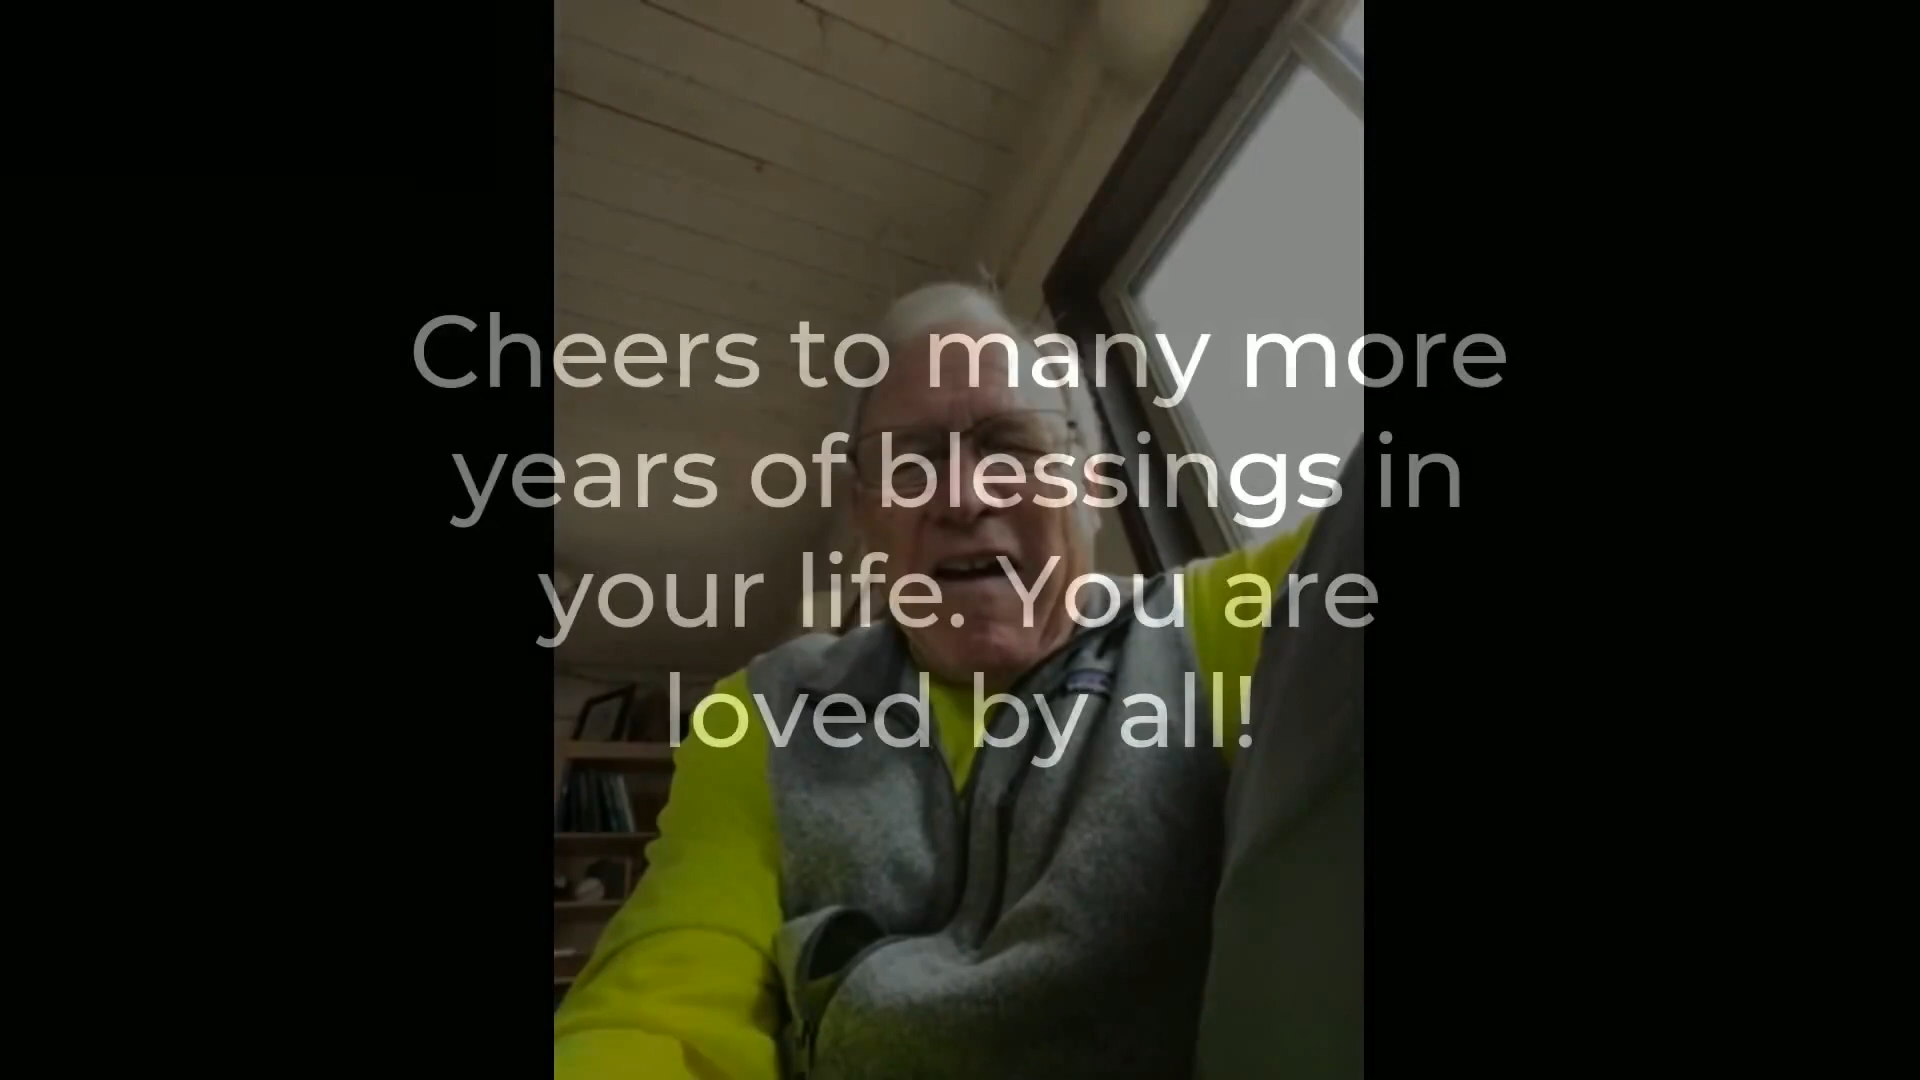 Cheers to many more
years of blessings in
your life. You are
loved by all!